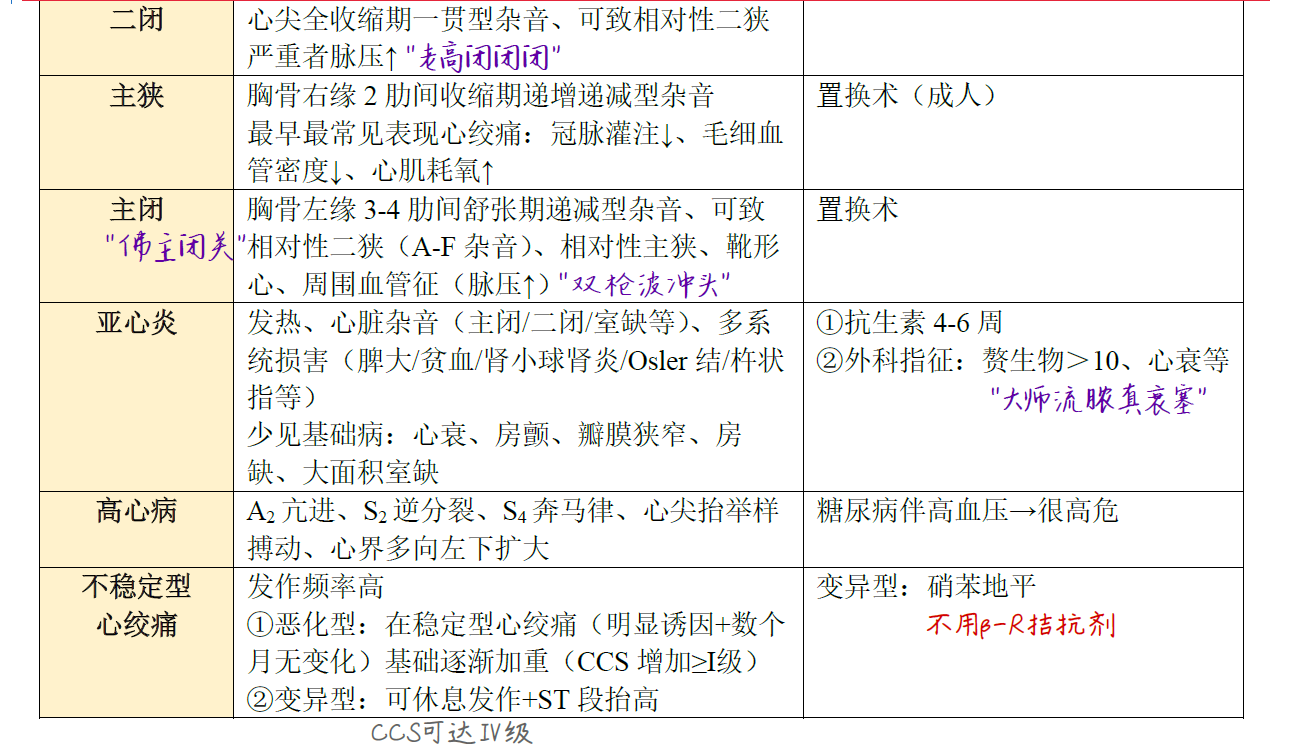 二闭
心尖全收缩期一贯型杂音、可致相对性二狭
严重者脉压↑"老高闭闭闭"
主狭
胸骨右缘 2 肋间收缩期递增递减型杂音
最早最常见表现心绞痛：冠脉灌注↓、毛细血
管密度↓、心肌耗氧↑
置换术（成人）
主闭
"佛主闭关"
胸骨左缘 3-4 肋间舒张期递减型杂音、可致
相对性二狭（A-F 杂音）、相对性主狭、靴形
心、周围血管征（脉压↑）"双枪波冲头"
置换术
亚心炎
发热、心脏杂音（主闭/二闭/室缺等）、多系
统损害（脾大/贫血/肾小球肾炎/Osler 结/杵状
指等）
少见基础病：心衰、房颤、瓣膜狭窄、房
缺、大面积室缺
①抗生素 4-6 周
②外科指征：赘生物＞10、心衰等
"大师流脓真衰塞"
高心病
A₂ 亢进、S₂ 逆分裂、S₄ 奔马律、心尖抬举样
搏动、心界多向左下扩大
糖尿病伴高血压→很高危
不稳定型
心绞痛
发作频率高
①恶化型：在稳定型心绞痛（明显诱因+数个
月无变化）基础逐渐加重（CCS 增加≥I级）
②变异型：可休息发作+ST 段抬高
变异型：硝苯地平
不用β-R拮抗剂
CCS可达IV级